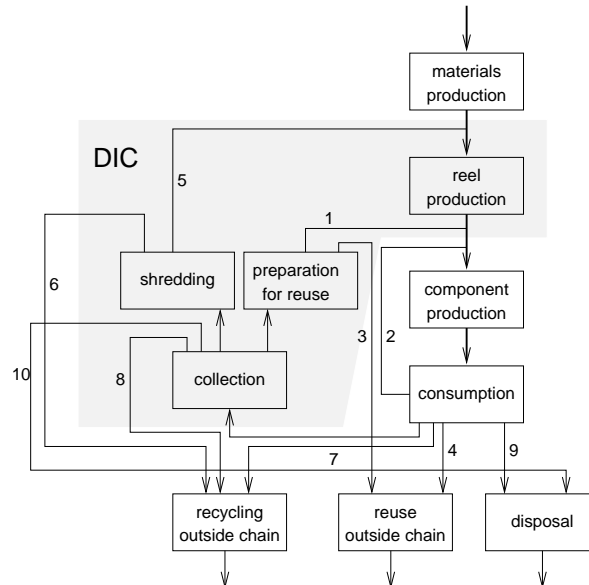 materials
production
DIC
5
reel
production
1
6
shredding
preparation
for reuse
component
production
3
2
10
8
collection
consumption
7
4
9
recycling
outside chain
reuse
outside chain
disposal